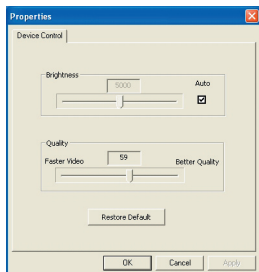 Properties
Device Control
Brightness
5000
Auto
Quality
Faster Video
59
Better Quality
Restore Default
OK
Cancel
Apply